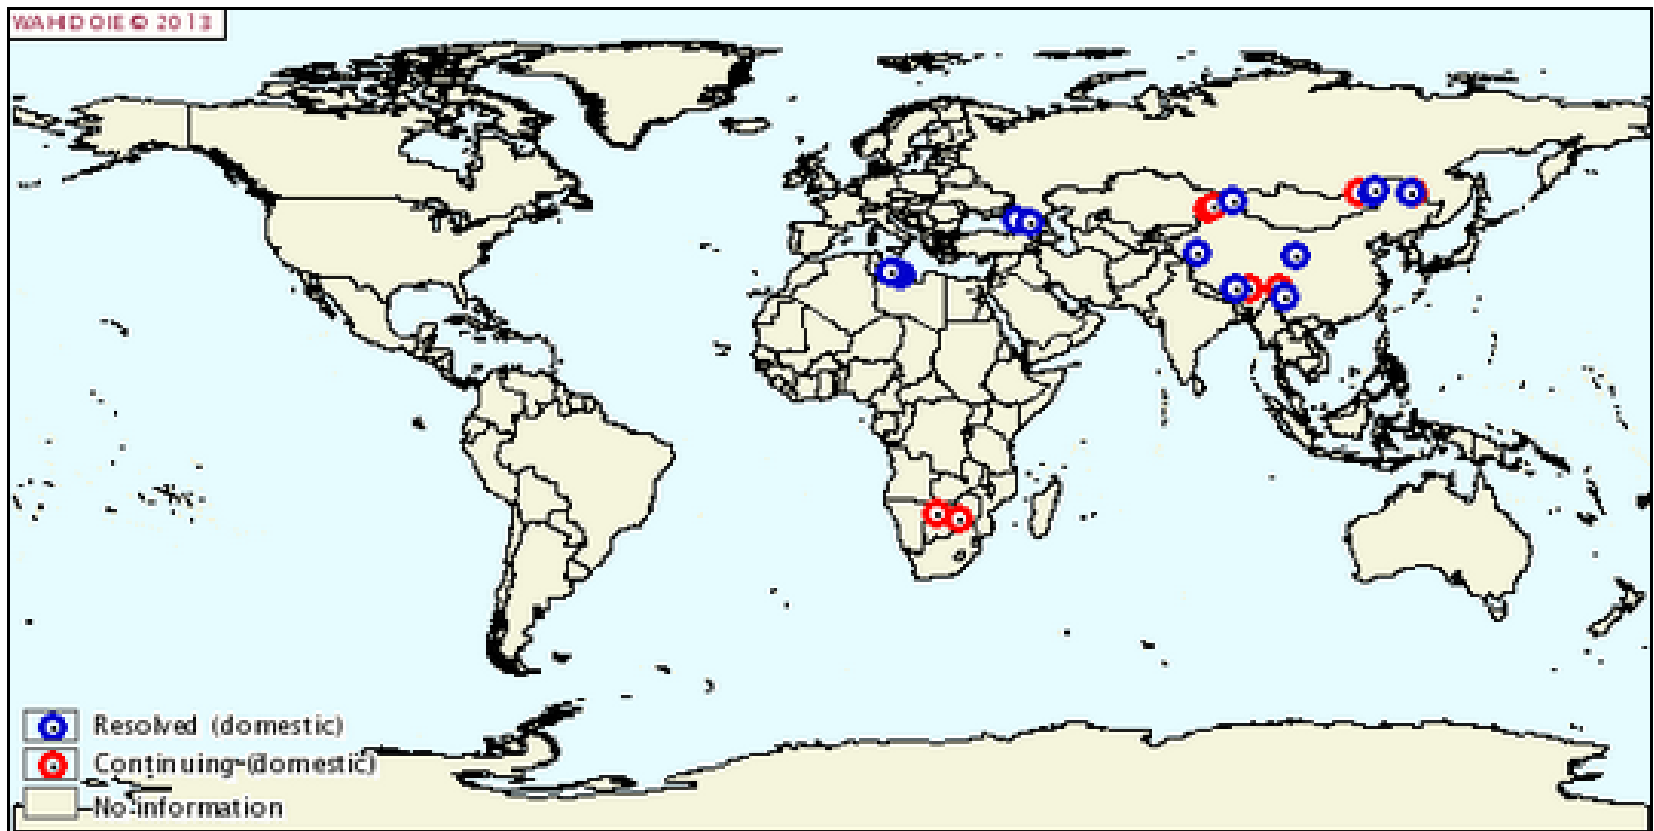 WAHID OIE © 2013
Resolved (domestic)
Continuing (domestic)
No information